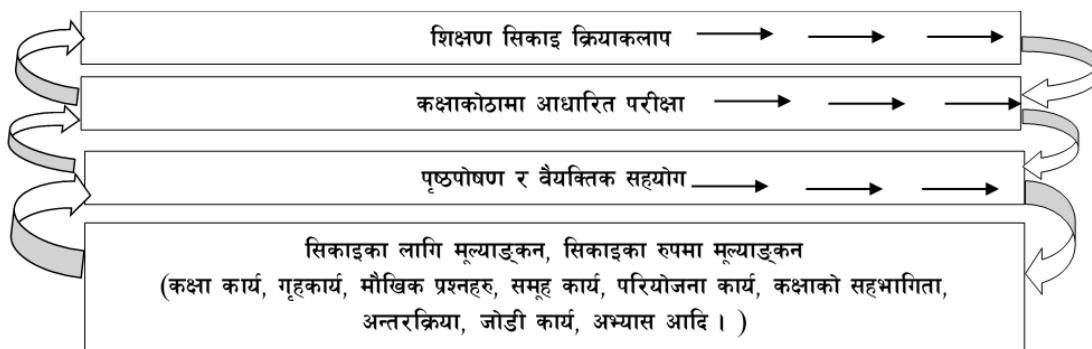 शिक्षण सिकाइ क्रियाकलाप
कक्षाकोठामा आधारित परीक्षा
पृष्ठपोषण र वैयक्तिक सहयोग
सिकाइका लागि मूल्याङ्कन, सिकाइका रुपमा मूल्याङ्कन
(कक्षा कार्य, गृहकार्य, मौखिक प्रश्नहरु, समूह कार्य, परियोजना कार्य, कक्षाको सहभागिता,
अन्तरक्रिया, जोडी कार्य, अभ्यास आदि । )